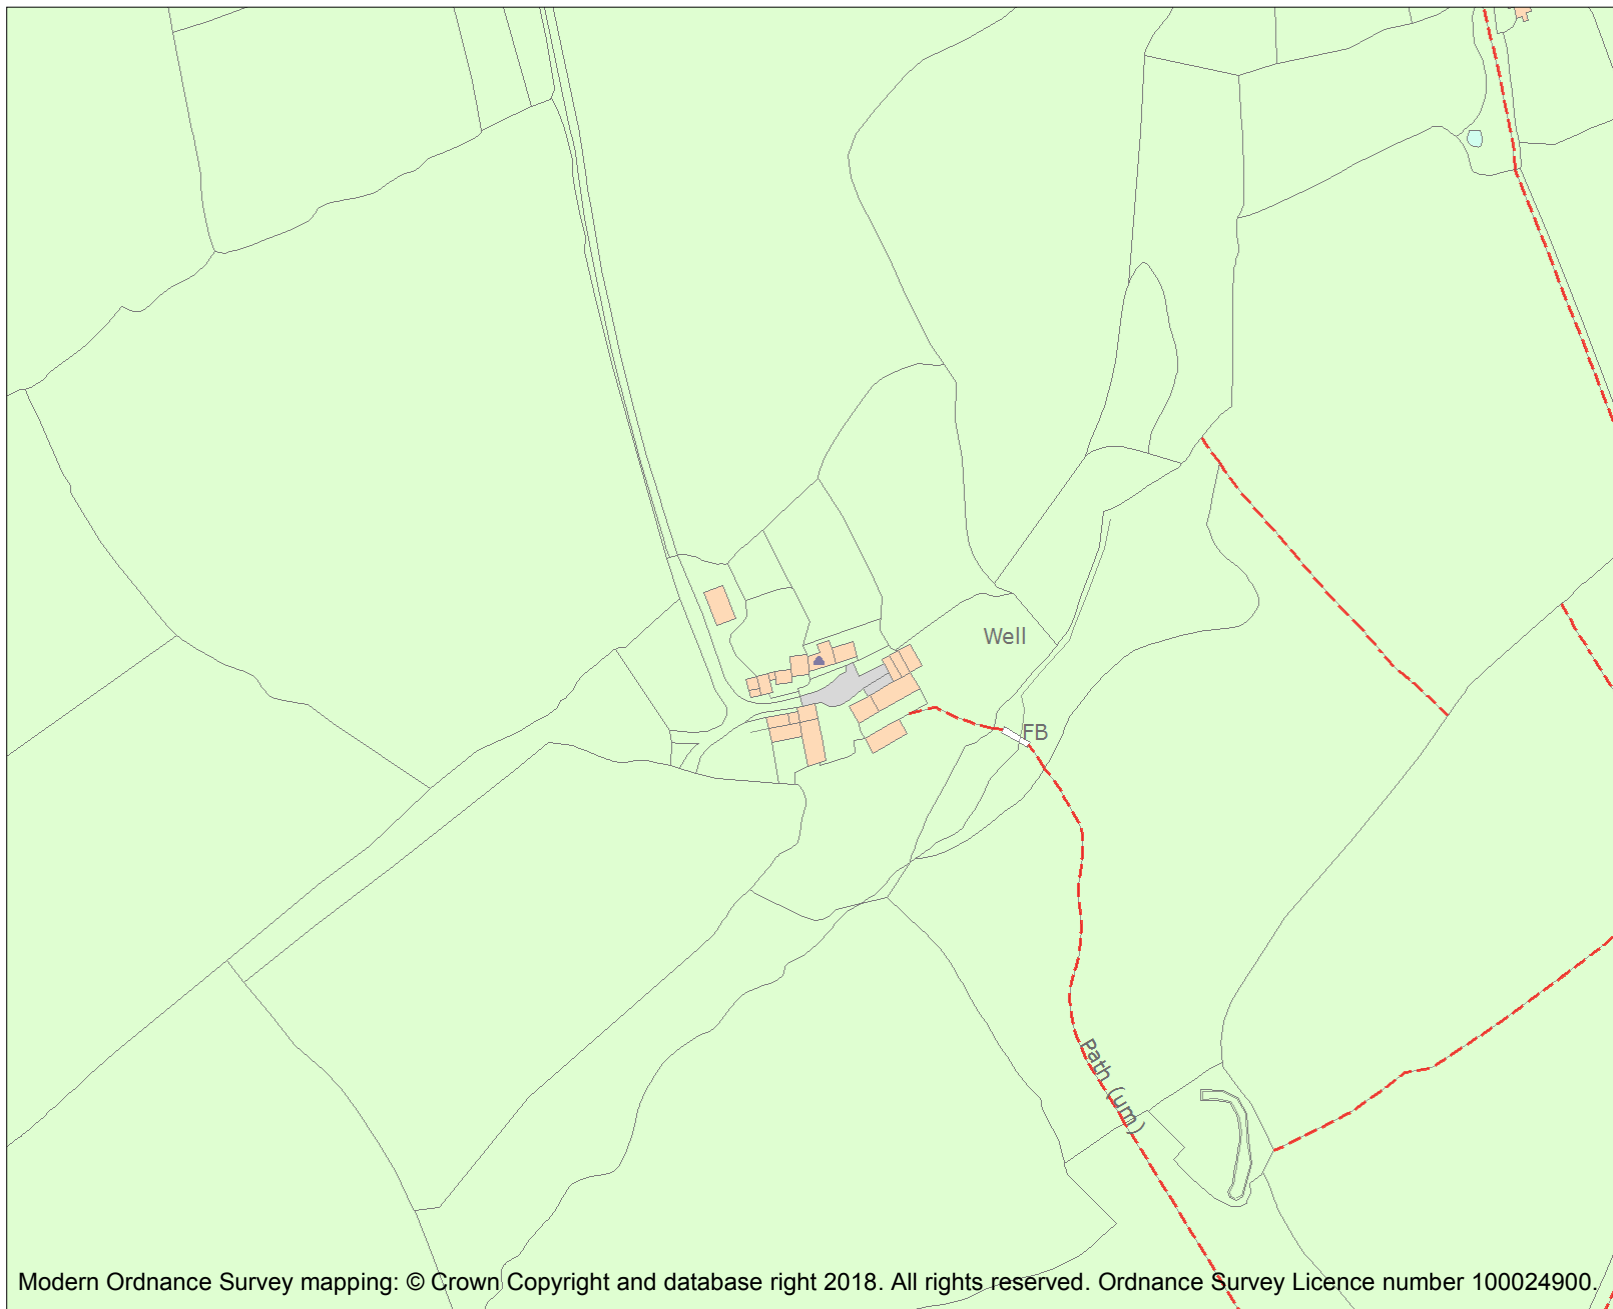 Well
FB
Path (um)
Modern Ordnance Survey mapping: © Crown Copyright and database right 2018. All rights reserved. Ordnance Survey Licence number 100024900.